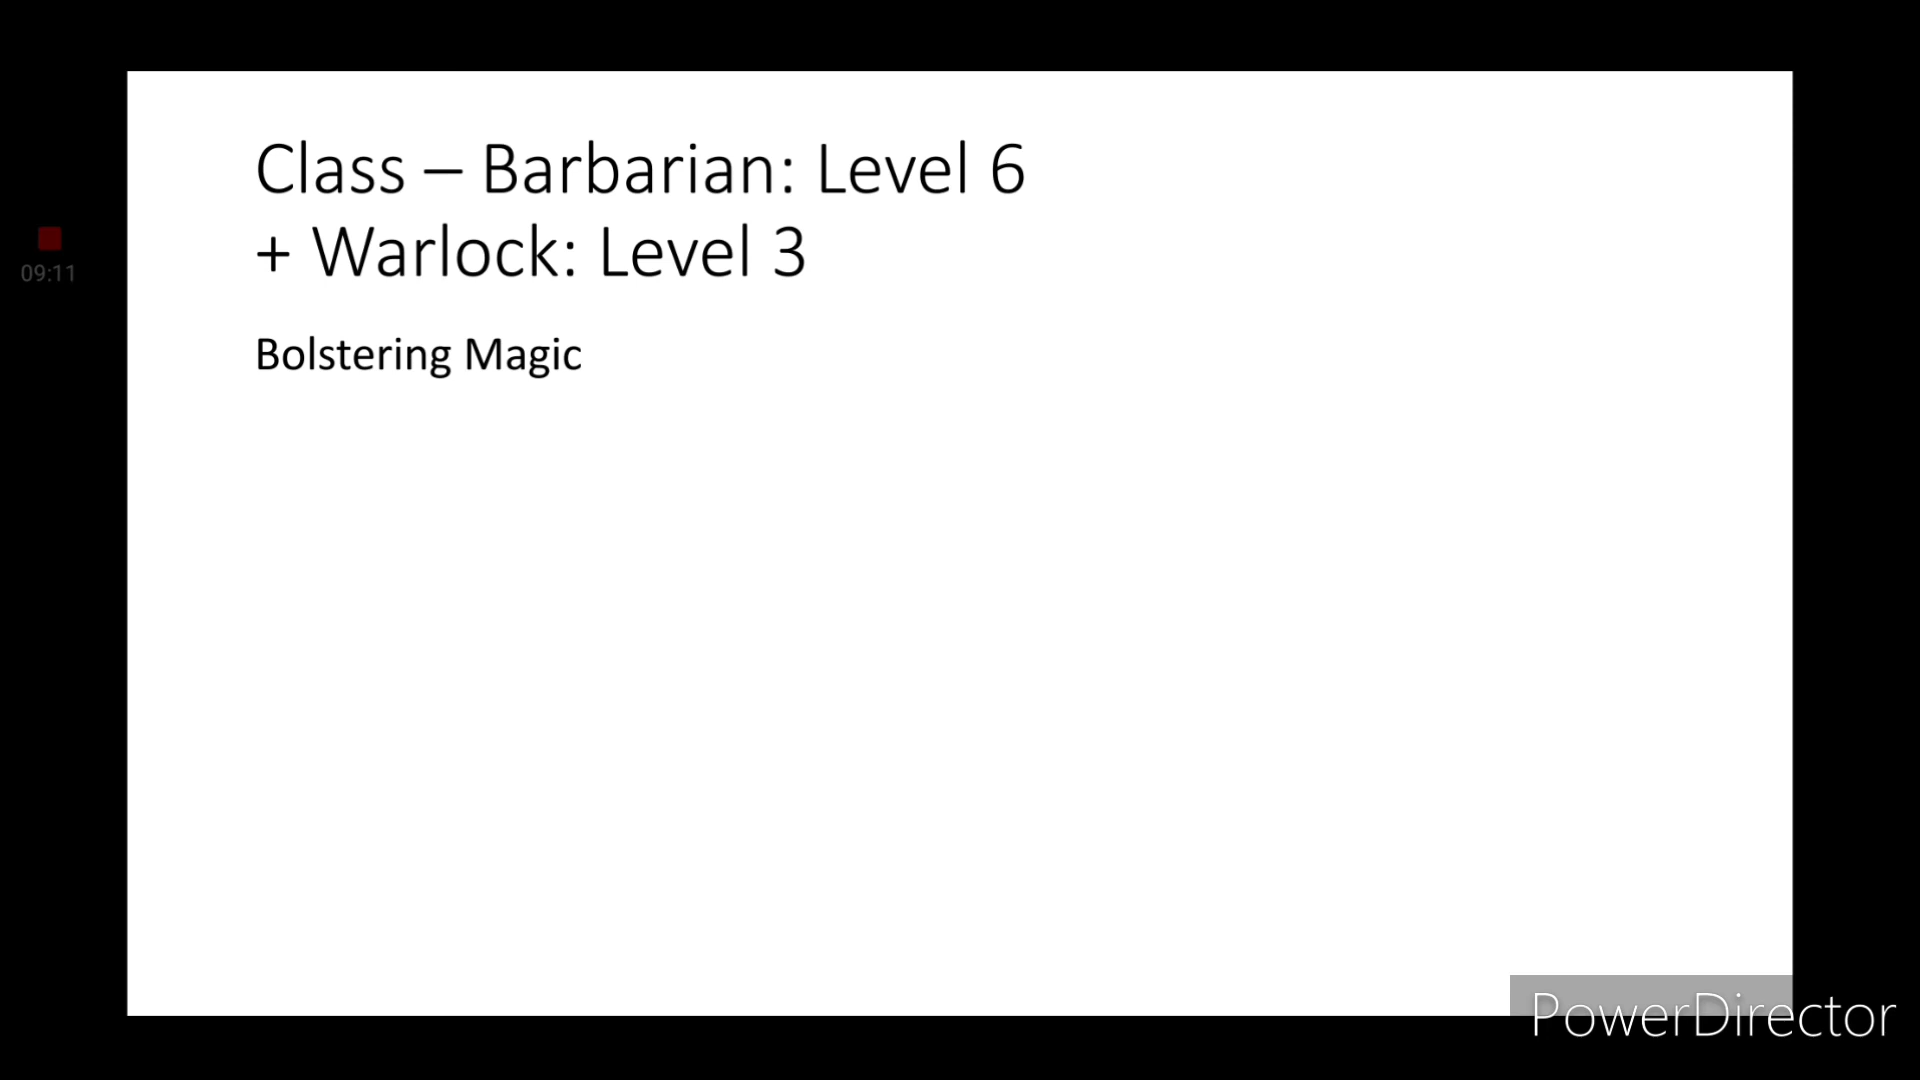 Class – Barbarian: Level 6
+ Warlock: Level 3
Bolstering Magic
09:11
PowerDirector